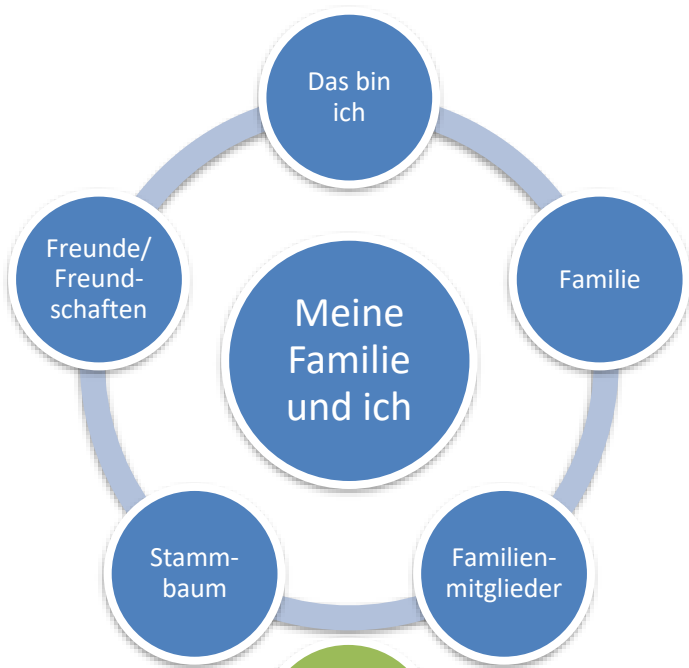 Das bin
ich
Freunde/
Freund-
schaften
Familie
Meine
Familie
und ich
Stamm-
baum
Familien-
mitglieder